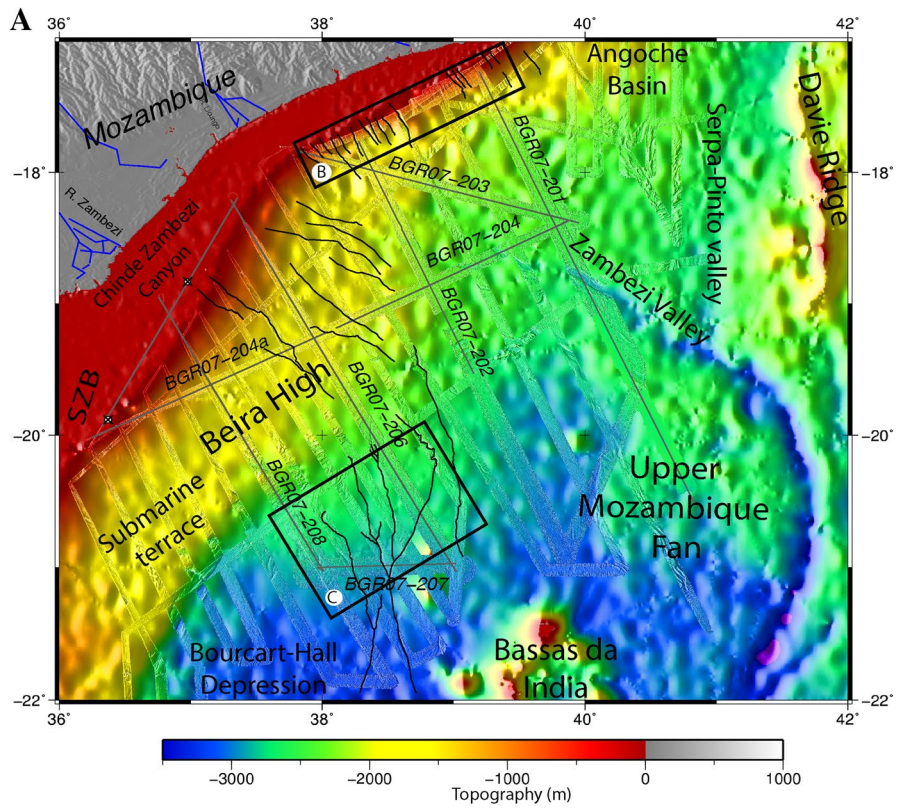 A
36°
38°
40°
42°
Angoche
Basin
Mozambique
Davie Ridge
Serpa-Pinto valley
BGR07-201
BGR07-203
B
-18°
R. Zambezi
Chinde Zambezi
Canyon
BGR07-204
Zambezi Valley
BGR07-202
BGR07-204a
SZB
Beira High
BGR07-206
-20°
Upper
Mozambique
Fan
BGR07-208
Submarine
terrace
BGR07-207
C
Bourcart-Hall
Depression
Bassas da
India
-22°
36°
38°
40°
42°
-3000
-2000
-1000
0
1000
Topography (m)